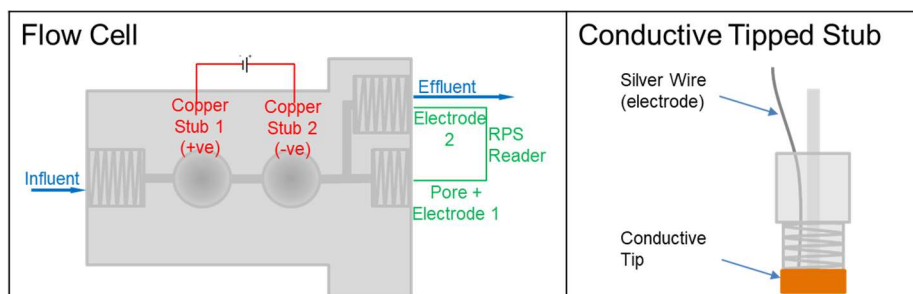 Flow Cell
Copper
Stub 1
(+ve)
Copper
Stub 2
(-ve)
Influent
Effluent
Electrode
2
RPS
Reader
Pore +
Electrode 1
Conductive Tipped Stub
Silver Wire
(electrode)
Conductive
Tip